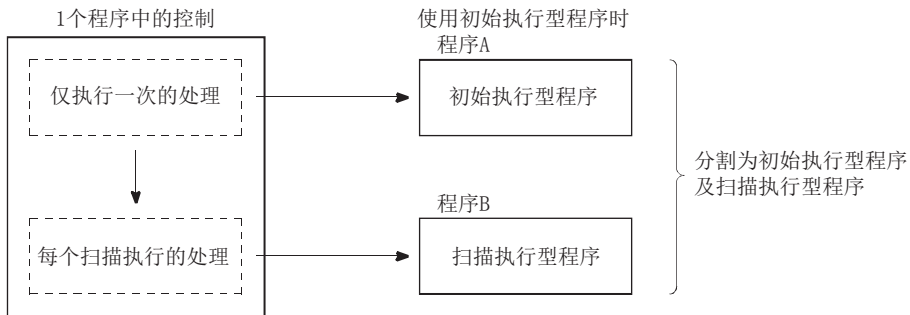 1个程序中的控制
使用初始执行型程序时
程序A
仅执行一次的处理
初始执行型程序
分割为初始执行型程序
及扫描执行型程序
程序B
每个扫描执行的处理
扫描执行型程序